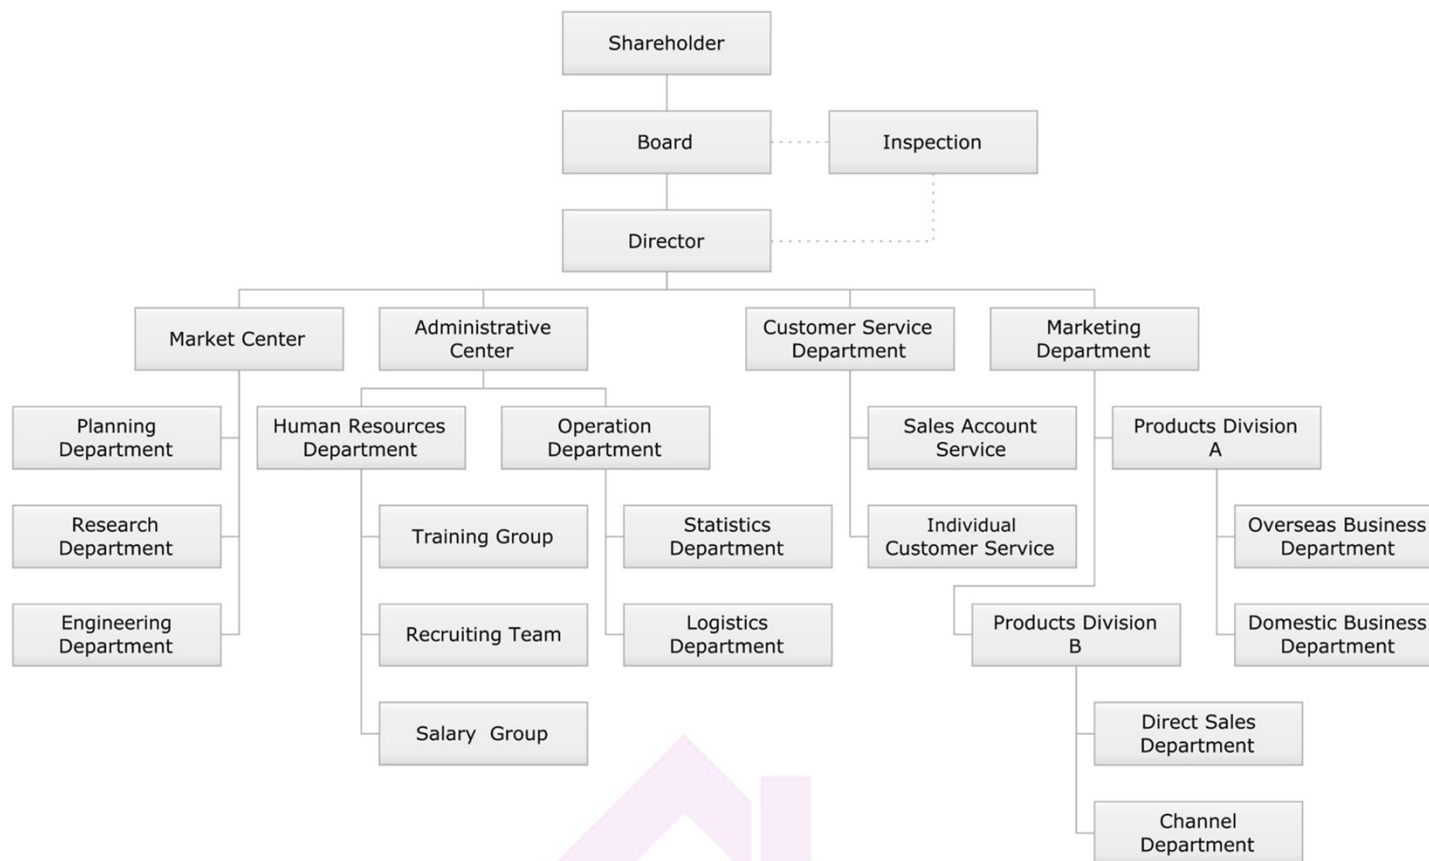 Shareholder
Board
Inspection
Director
Market Center
Administrative
Center
Customer Service
Department
Marketing
Department
Planning
Department
Human Resources
Department
Operation
Department
Sales Account
Service
Products Division
A
Research
Department
Training Group
Statistics
Department
Individual
Customer Service
Overseas Business
Department
Engineering
Department
Recruiting Team
Logistics
Department
Products Division
B
Domestic Business
Department
Salary  Group
Direct Sales
Department
Channel
Department